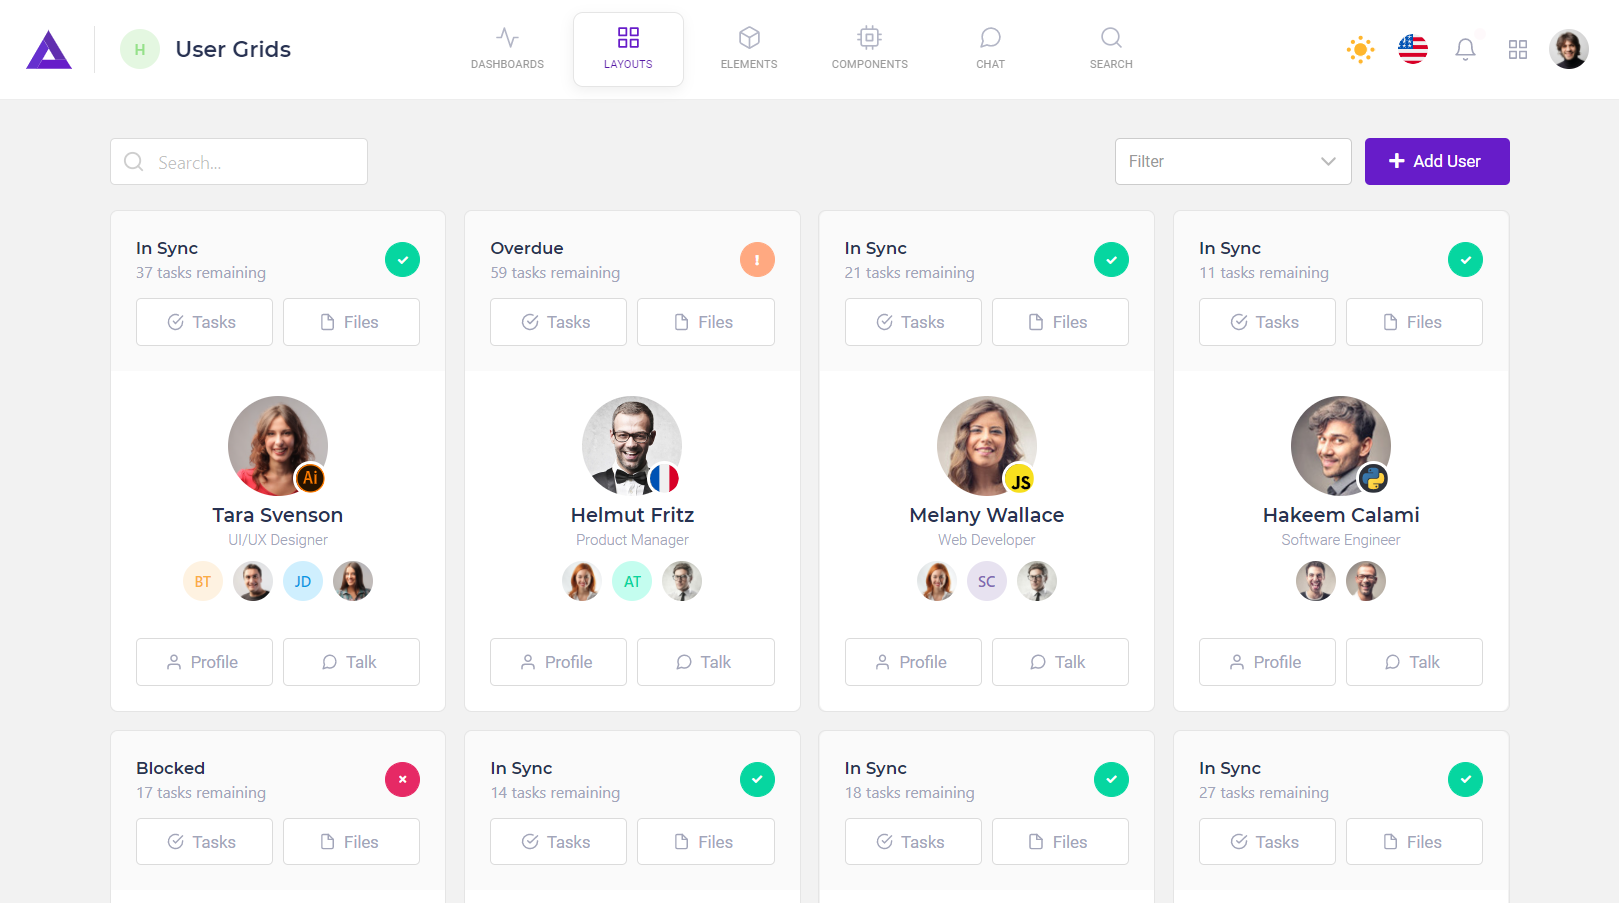 H
User Grids
DASHBOARDS
LAYOUTS
ELEMENTS
COMPONENTS
CHAT
SEARCH
Search...
Filter
Add User
In Sync
37 tasks remaining
Tasks
Files
Ai
Tara Svenson
UI/UX Designer
BT
JD
Profile
Talk
Overdue
59 tasks remaining
Tasks
Files
Helmut Fritz
Product Manager
AT
Profile
Talk
In Sync
21 tasks remaining
Tasks
Files
JS
Melany Wallace
Web Developer
SC
Profile
Talk
In Sync
11 tasks remaining
Tasks
Files
Hakeem Calami
Software Engineer
Profile
Talk
Blocked
17 tasks remaining
Tasks
Files
In Sync
14 tasks remaining
Tasks
Files
In Sync
18 tasks remaining
Tasks
Files
In Sync
27 tasks remaining
Tasks
Files